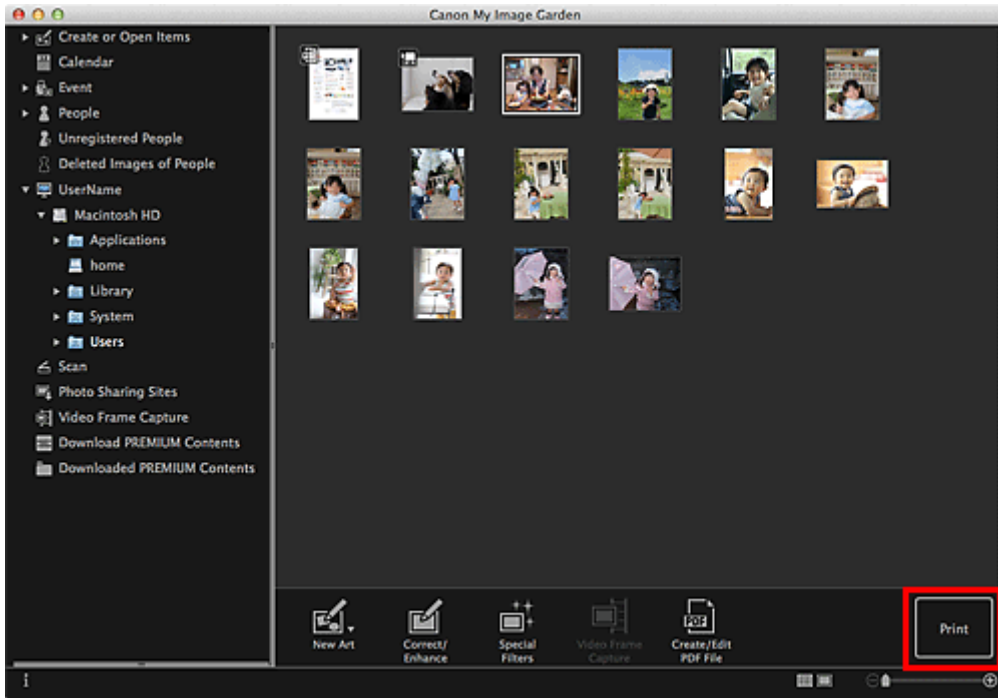 Canon My Image Garden
Create or Open Items
Calendar
Event
People
Unregistered People
Deleted Images of People
UserName
Macintosh HD
Applications
home
Library
System
Users
Scan
Photo Sharing Sites
Video Frame Capture
Download PREMIUM Contents
Downloaded PREMIUM Contents
New Art
Correct/
Enhance
Special
Filters
Video Frame
Capture
PDF
Create/Edit
PDF File
Print